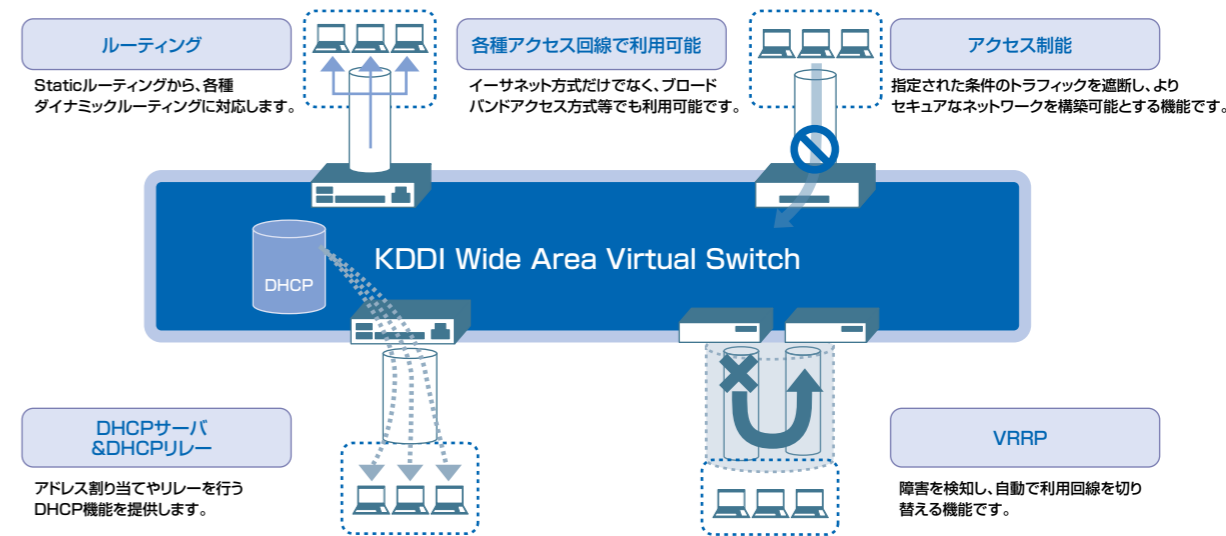 ルーティング
Staticルーティングから、各種
ダイナミックルーティングに対応します。
各種アクセス回線で利用可能
イーサネット方式だけでなく、ブロード
バンドアクセス方式等でも利用可能です。
アクセス制能
指定された条件のトラフィックを遮断し、より
セキュアなネットワークを構築可能とする機能です。
KDDI Wide Area Virtual Switch
DHCP
DHCPサーバ
&DHCPリレー
アドレス割り当てやリレーを行う
DHCP機能を提供します。
VRRP
障害を検知し、自動で利用回線を切り
替える機能です。